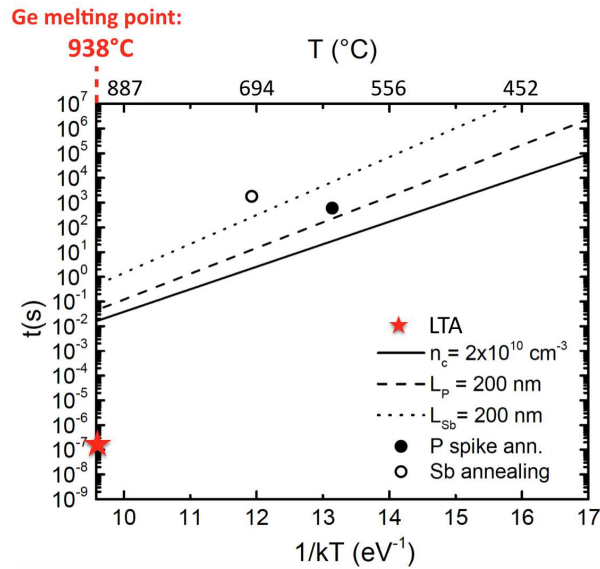 Ge melting point:
938°C
T (°C)
887 694 556 452
10⁷
10⁶
10⁵
10⁴
10³
10²
10¹
10⁰
10⁻¹
10⁻²
10⁻³
10⁻⁴
10⁻⁵
10⁻⁶
10⁻⁷
10⁻⁸
10⁻⁹
t(s)
LTA
n_c= 2x10¹⁰ cm⁻³
L_P = 200 nm
L_Sb= 200 nm
P spike ann.
Sb annealing
10 11 12 13 14 15 16 17
1/kT (eV⁻¹)